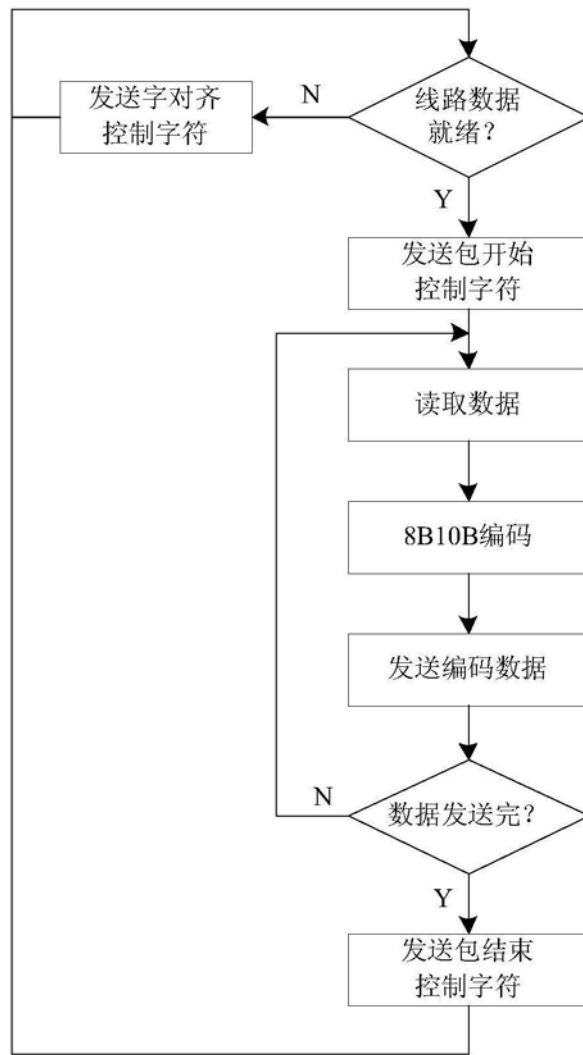 线路数据
就绪？
N
发送字对齐
控制字符
Y
发送包开始
控制字符
读取数据
8B10B编码
发送编码数据
数据发送完？
N
Y
发送包结束
控制字符